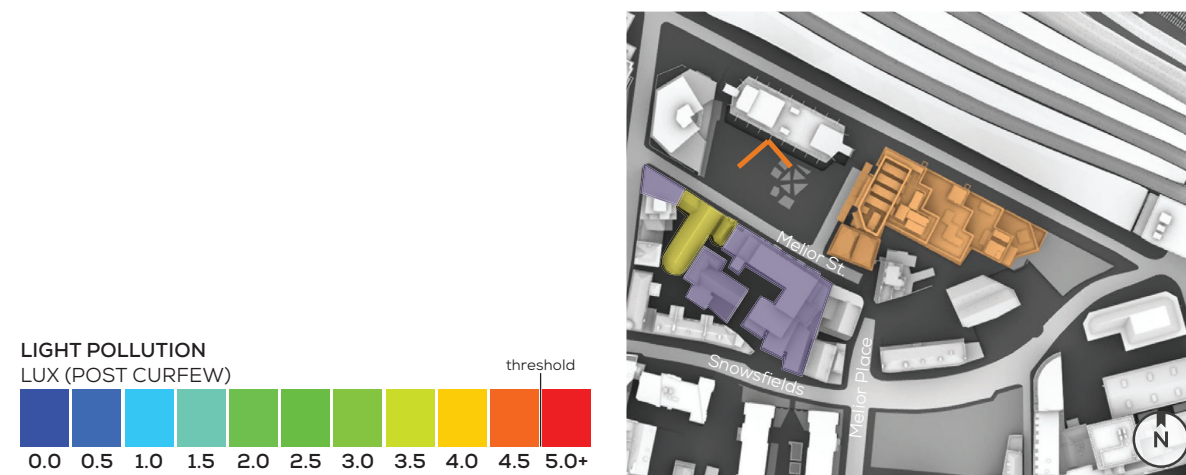 LIGHT POLLUTION
LUX (POST CURFEW)
threshold
0.0 0.5 1.0 1.5 2.0 2.5 3.0 3.5 4.0 4.5 5.0+
Melior St.
Snowsfields
Melior Place
N